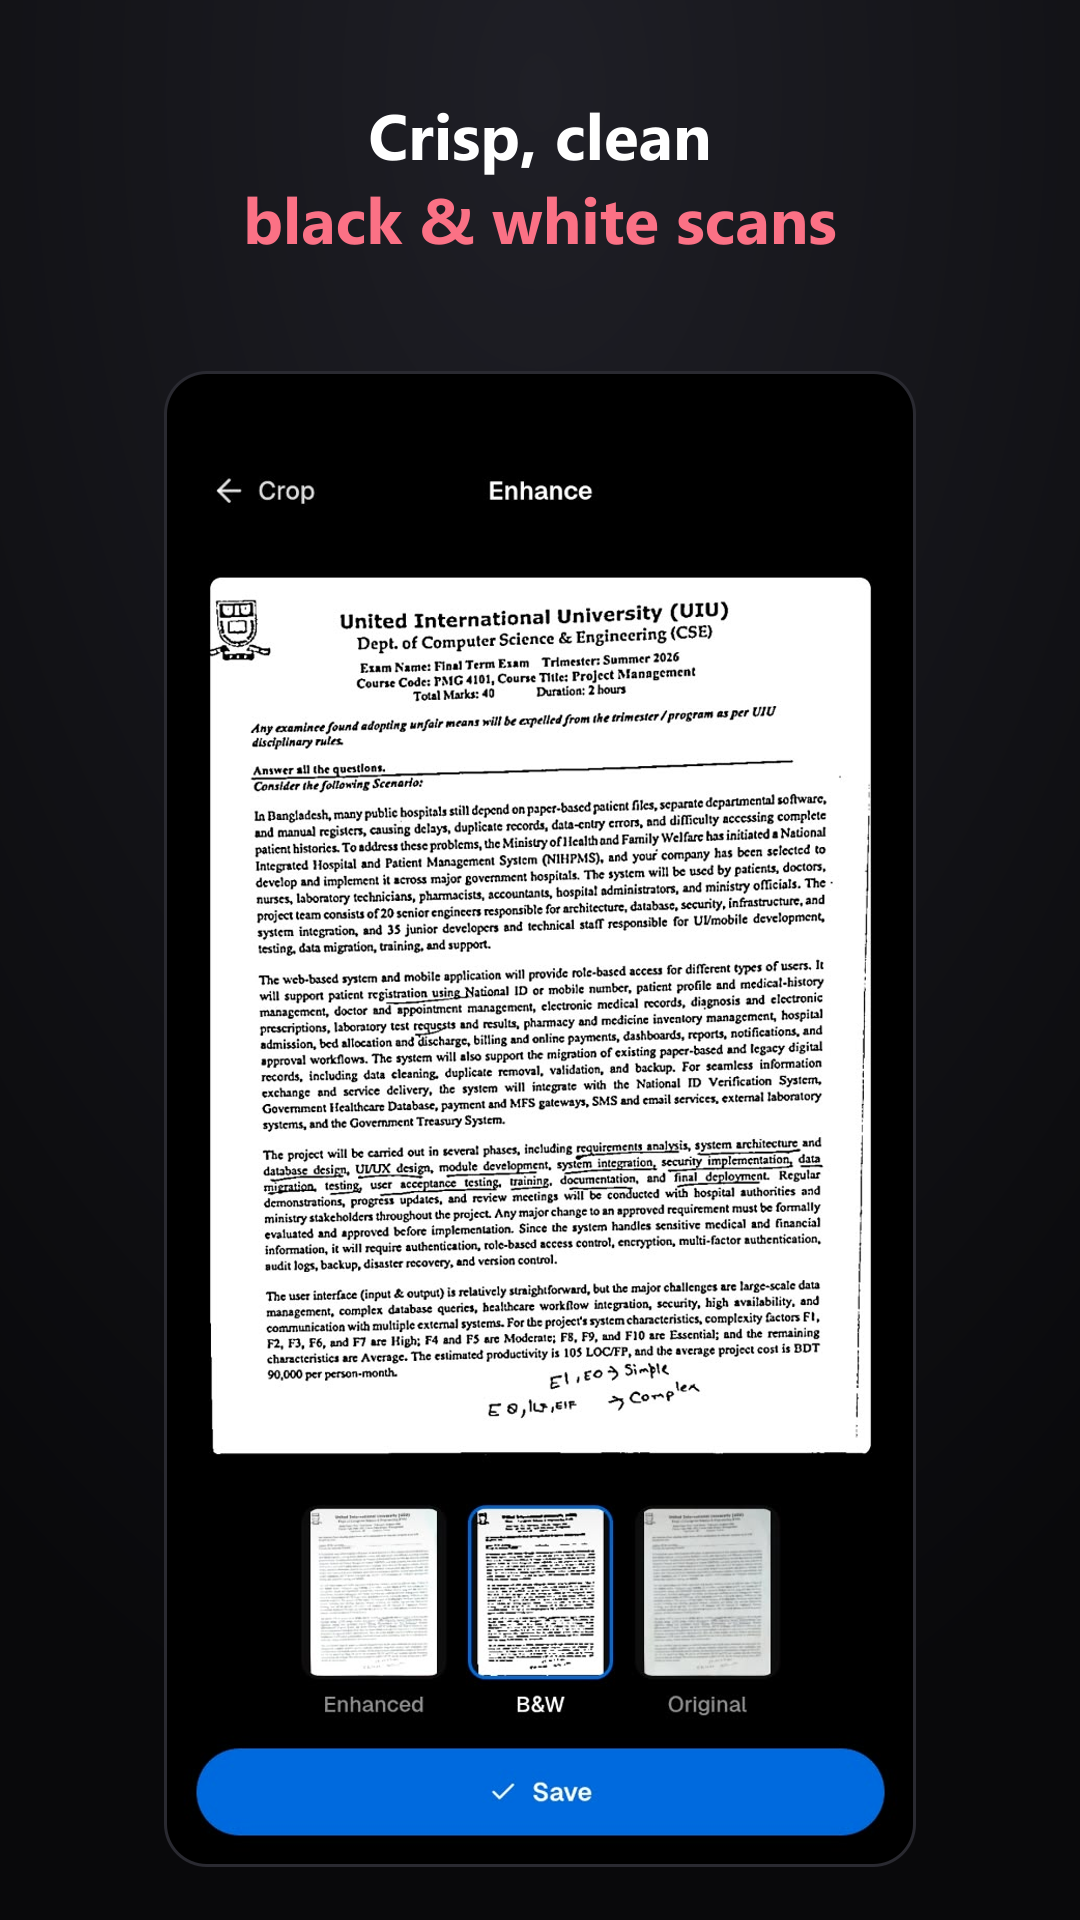 Crisp, clean
black & white scans
Crop
Enhance
United International University (UIU)
Dept. of Computer Science & Engineering (CSE)
Exam Name: Final Term Exam Trimester: Summer 2026
Course Code: PMG 4101, Course Title: Project Management
Total Marks: 40 Duration: 2 hours
Any examinee found adopting unfair means will be expelled from the trimester / program as per UIU
disciplinary rules.
Answer all the questions.
Consider the following Scenario:
In Bangladesh, many public hospitals still depend on paper-based patient files, separate departmental software,
and manual registers, causing delays, duplicate records, data-entry errors, and difficulty accessing complete
patient histories. To address these problems, the Ministry of Health and Family Welfare has initiated a National
Integrated Hospital and Patient Management System (NIHPMS), and your company has been selected to
develop and implement it across major government hospitals. The system will be used by patients, doctors,
nurses, laboratory technicians, pharmacists, accountants, hospital administrators, and ministry officials. The
project team consists of 20 senior engineers responsible for architecture, database, security, infrastructure, and
system integration, and 35 junior developers and technical staff responsible for UI/mobile development,
testing, data migration, training, and support.
The web-based system and mobile application will provide role-based access for different types of users. It
will support patient registration using National ID or mobile number, patient profile and medical-history
management, doctor and appointment management, electronic medical records, diagnosis and electronic
prescriptions, laboratory test requests and results, pharmacy and medicine inventory management, hospital
admission, bed allocation and discharge, billing and online payments, dashboards, reports, notifications, and
approval workflows. The system will also support the migration of existing paper-based and legacy digital
records, including data cleaning, duplicate removal, validation, and backup. For seamless information
exchange and service delivery, the system will integrate with the National ID Verification System,
Government Healthcare Database, payment and MFS gateways, SMS and email services, external laboratory
systems, and the Government Treasury System.
The project will be carried out in several phases, including requirements analysis, system architecture and
database design, UI/UX design, module development, system integration, security implementation, data
migration, testing, user acceptance testing, training, documentation, and final deployment. Regular
demonstrations, progress updates, and review meetings will be conducted with hospital authorities and
ministry stakeholders throughout the project. Any major change to an approved requirement must be formally
evaluated and approved before implementation. Since the system handles sensitive medical and financial
information, it will require authentication, role-based access control, encryption, multi-factor authentication,
audit logs, backup, disaster recovery, and version control.
The user interface (input & output) is relatively straightforward, but the major challenges are large-scale data
management, complex database queries, healthcare workflow integration, security, high availability, and
communication with multiple external systems. For the project's system characteristics, complexity factors F1,
F2, F3, F6, and F7 are High; F4 and F5 are Moderate; F8, F9, and F10 are Essential; and the remaining
characteristics are Average. The estimated productivity is 105 LOC/FP, and the average project cost is BDT
90,000 per person-month.
EI, EO → Simple
EIF → Complex
Enhanced
B&W
Original
Save